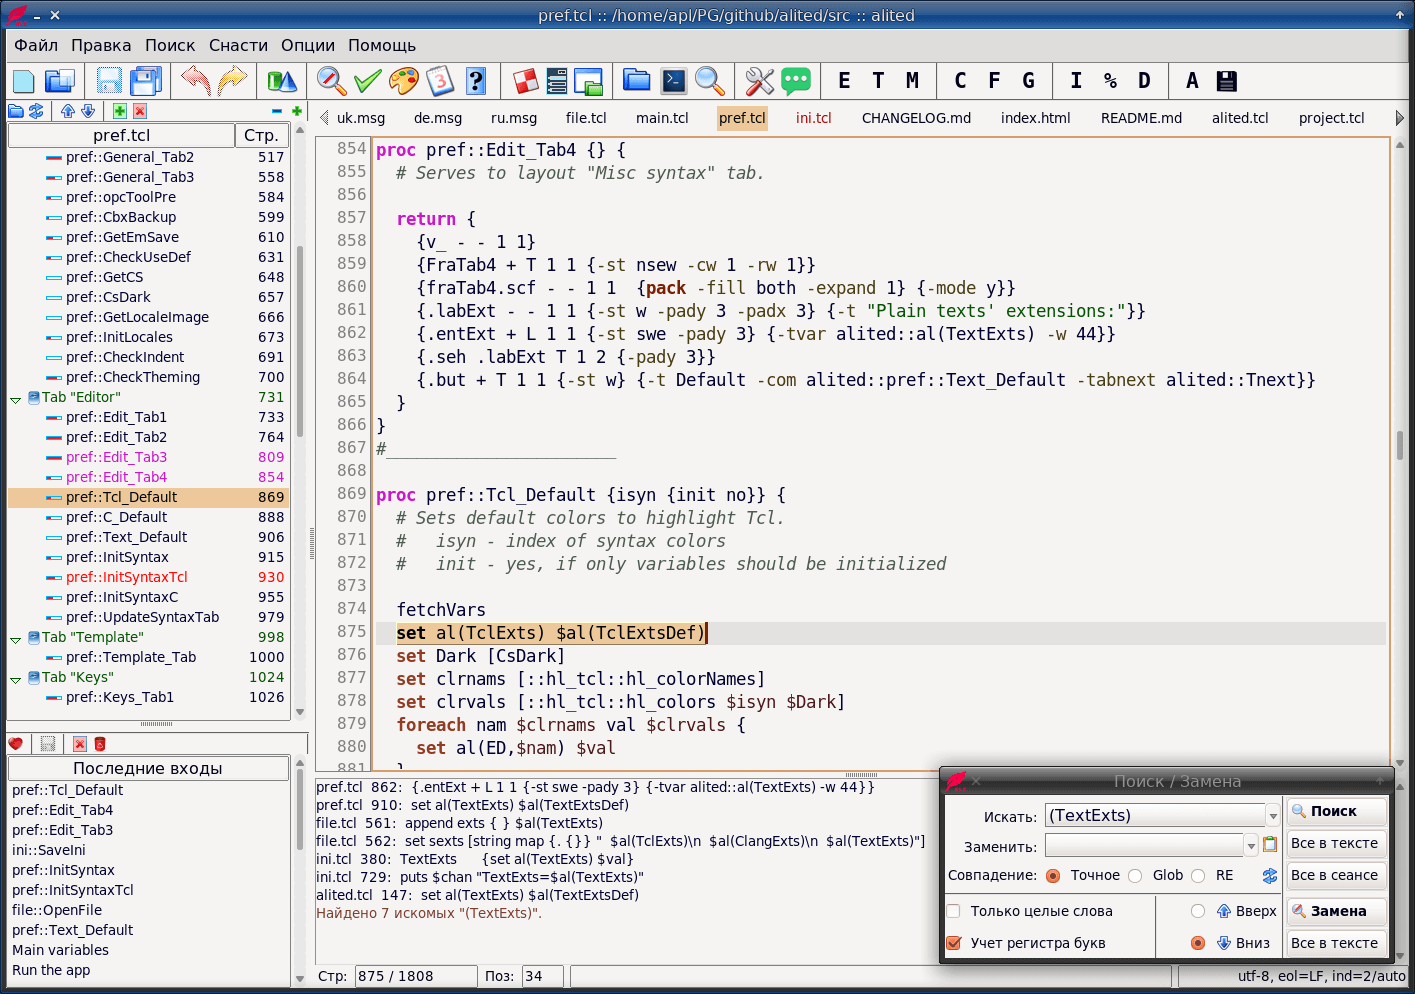 pref.tcl :: /home/apl/PG/github/alited/src :: alited
Файл Правка Поиск Снасти Опции Помощь
3 ? E T M C F G I % D A
pref.tcl Стр.
pref::General_Tab2 517
pref::General_Tab3 558
pref::opcToolPre 584
pref::CbxBackup 599
pref::GetEmSave 610
pref::CheckUseDef 631
pref::GetCS 648
pref::CsDark 657
pref::GetLocaleImage 666
pref::InitLocales 673
pref::CheckIndent 691
pref::CheckTheming 700
Tab "Editor" 731
pref::Edit_Tab1 733
pref::Edit_Tab2 764
pref::Edit_Tab3 809
pref::Edit_Tab4 854
pref::Tcl_Default 869
pref::C_Default 888
pref::Text_Default 906
pref::InitSyntax 915
pref::InitSyntaxTcl 930
pref::InitSyntaxC 955
pref::UpdateSyntaxTab 979
Tab "Template" 998
pref::Template_Tab 1000
Tab "Keys" 1024
pref::Keys_Tab1 1026
Последние входы
pref::Tcl_Default
pref::Edit_Tab4
pref::Edit_Tab3
ini::SaveIni
pref::InitSyntax
pref::InitSyntaxTcl
file::OpenFile
pref::Text_Default
Main variables
Run the app
uk.msg de.msg ru.msg file.tcl main.tcl pref.tcl ini.tcl CHANGELOG.md index.html README.md alited.tcl project.tcl
854 proc pref::Edit_Tab4 {} {
855   # Serves to layout "Misc syntax" tab.
856
857   return {
858     {v_ - - 1 1}
859     {FraTab4 + T 1 1 {-st nsew -cw 1 -rw 1}}
860     {fraTab4.scf - - 1 1  {pack -fill both -expand 1} {-mode y}}
861     {.labExt - - 1 1 {-st w -pady 3 -padx 3} {-t "Plain texts' extensions:"}}
862     {.entExt + L 1 1 {-st swe -pady 3} {-tvar alited::al(TextExts) -w 44}}
863     {.seh .labExt T 1 2 {-pady 3}}
864     {.but + T 1 1 {-st w} {-t Default -com alited::pref::Text_Default -tabnext alited::Tnext}}
865   }
866 }
867 #_______________________
868
869 proc pref::Tcl_Default {isyn {init no}} {
870   # Sets default colors to highlight Tcl.
871   #   isyn - index of syntax colors
872   #   init - yes, if only variables should be initialized
873
874   fetchVars
875   set al(TclExts) $al(TclExtsDef)
876   set Dark [CsDark]
877   set clrnams [::hl_tcl::hl_colorNames]
878   set clrvals [::hl_tcl::hl_colors $isyn $Dark]
879   foreach nam $clrnams val $clrvals {
880     set al(ED,$nam) $val
881   }
pref.tcl  862:  {.entExt + L 1 1 {-st swe -pady 3} {-tvar alited::al(TextExts) -w 44}}
pref.tcl  910:  set al(TextExts) $al(TextExtsDef)
file.tcl  561:  append exts { } $al(TextExts)
file.tcl  562:  set sexts [string map {. {}} "  $al(TclExts)\n  $al(ClangExts)\n  $al(TextExts)"]
ini.tcl  380:  TextExts      {set al(TextExts) $val}
ini.tcl  729:  puts $chan "TextExts=$al(TextExts)"
alited.tcl  147:  set al(TextExts) $al(TextExtsDef)
Найдено 7 искомых "(TextExts)".
Поиск / Замена
Искать: (TextExts) Поиск
Заменить: Все в тексте
Совпадение: Точное Glob RE Все в сеансе
Только целые слова Вверх Замена
Учет регистра букв Вниз Все в тексте
Стр: 875 / 1808 Поз: 34 utf-8, eol=LF, ind=2/auto